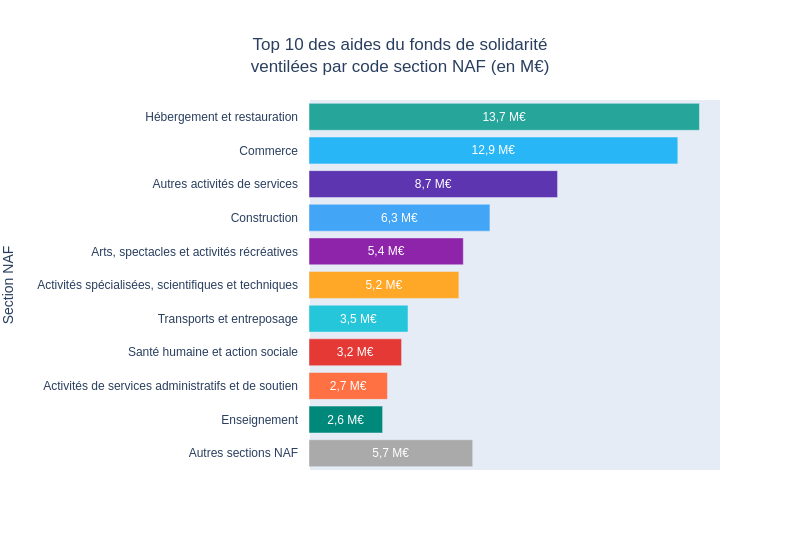 Top 10 des aides du fonds de solidarité
ventilées par code section NAF (en M€)
Section NAF
Hébergement et restauration 13,7 M€
Commerce 12,9 M€
Autres activités de services 8,7 M€
Construction 6,3 M€
Arts, spectacles et activités récréatives 5,4 M€
Activités spécialisées, scientifiques et techniques 5,2 M€
Transports et entreposage 3,5 M€
Santé humaine et action sociale 3,2 M€
Activités de services administratifs et de soutien 2,7 M€
Enseignement 2,6 M€
Autres sections NAF 5,7 M€